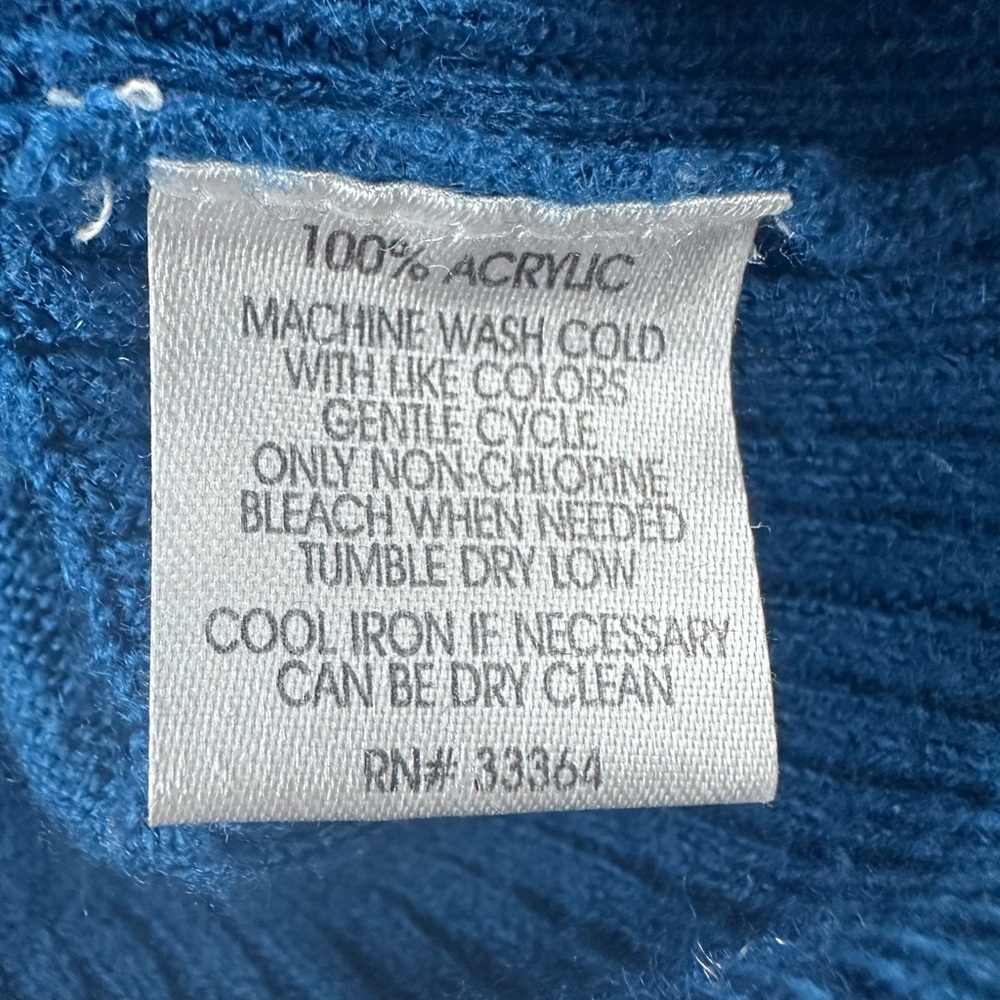 100% ACRYLIC
MACHINE WASH COLD
WITH LIKE COLORS
GENTLE CYCLE
ONLY NON-CHLORINE
BLEACH WHEN NEEDED
TUMBLE DRY LOW
COOL IRON IF NECESSARY
CAN BE DRY CLEAN
RN# 33364